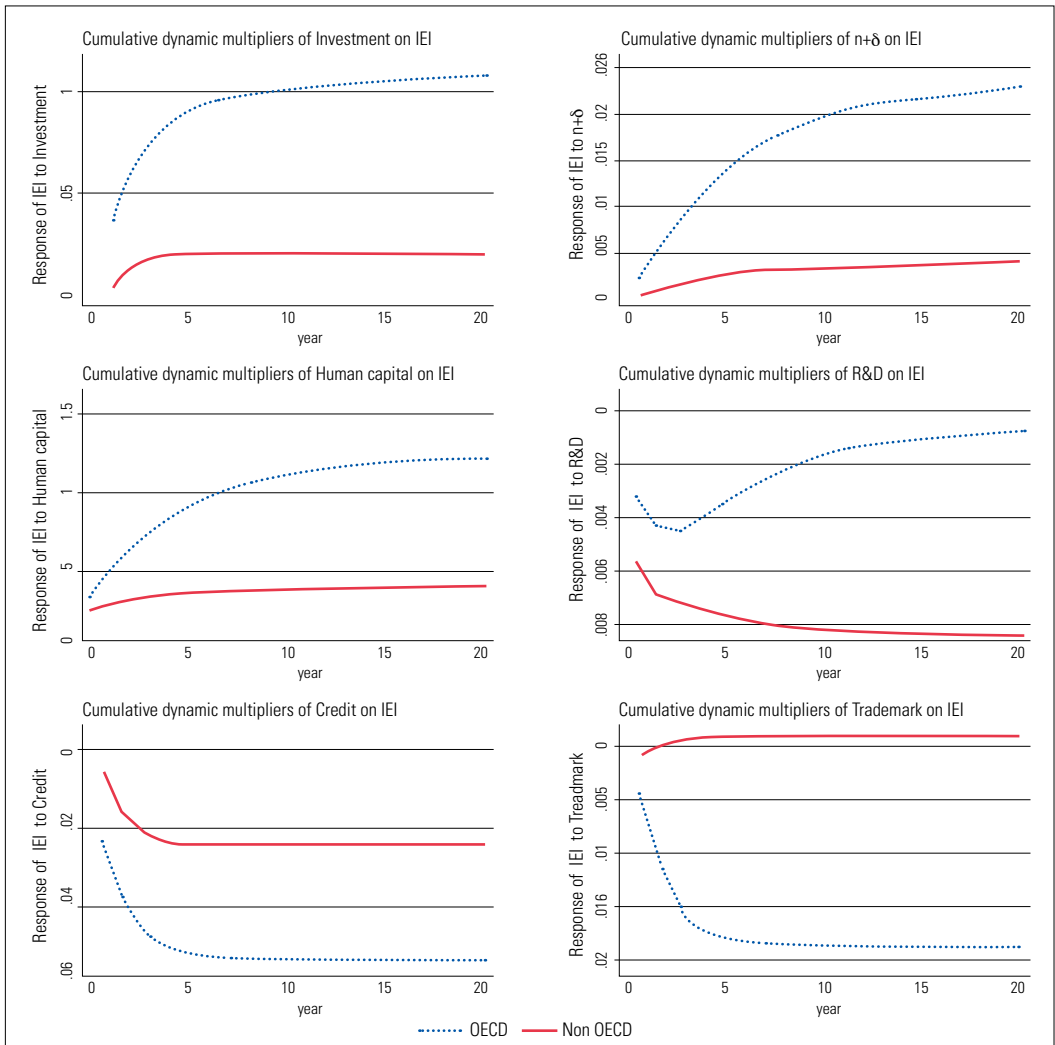 Cumulative dynamic multipliers of Investment on IEI
Response of IEI to Investment
1
.05
0
0 5 10 15 20
year
Cumulative dynamic multipliers of n+δ on IEI
Response of IEI to n+δ
.026
.02
.015
.01
.005
0
0 5 10 15 20
year
Cumulative dynamic multipliers of Human capital on IEI
Response of IEI to Human capital
1.5
1
5
0
0 5 10 15 20
year
Cumulative dynamic multipliers of R&D on IEI
Response of IEI to R&D
0
.002
.004
.006
.008
0 5 10 15 20
year
Cumulative dynamic multipliers of Credit on IEI
Response of IEI to Credit
0
.02
.04
.06
0 5 10 15 20
year
Cumulative dynamic multipliers of Trademark on IEI
Response of IEI to Treadmark
0
.005
.01
.016
.02
0 5 10 15 20
year
OECD Non OECD